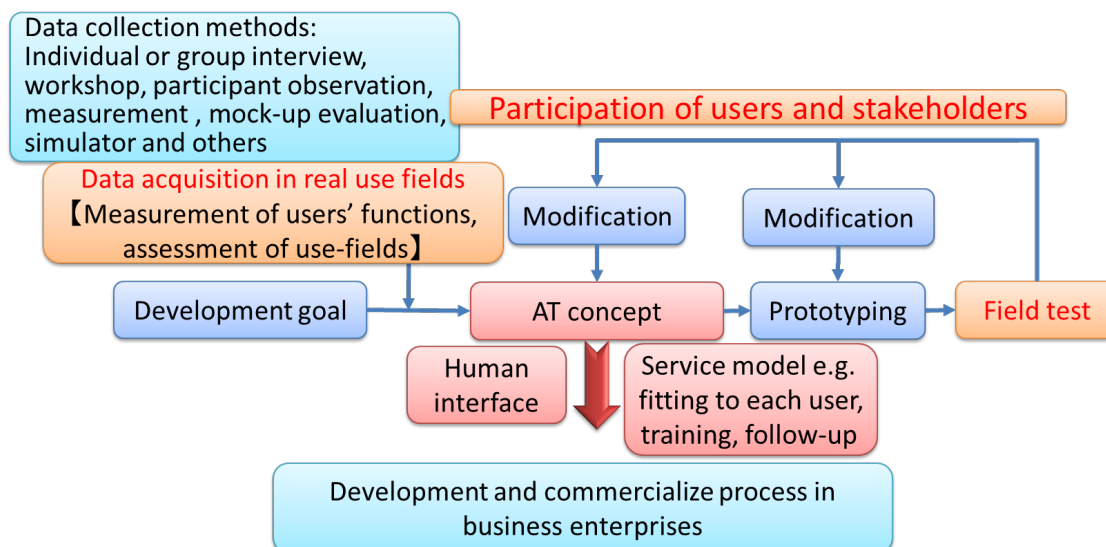 Data collection methods:
Individual or group interview,
workshop, participant observation,
measurement , mock-up evaluation,
simulator and others
Participation of users and stakeholders
Data acquisition in real use fields
【Measurement of users’ functions,
assessment of use-fields】
Modification
Modification
Development goal
AT concept
Prototyping
Field test
Human
interface
Service model e.g.
fitting to each user,
training, follow-up
Development and commercialize process in
business enterprises